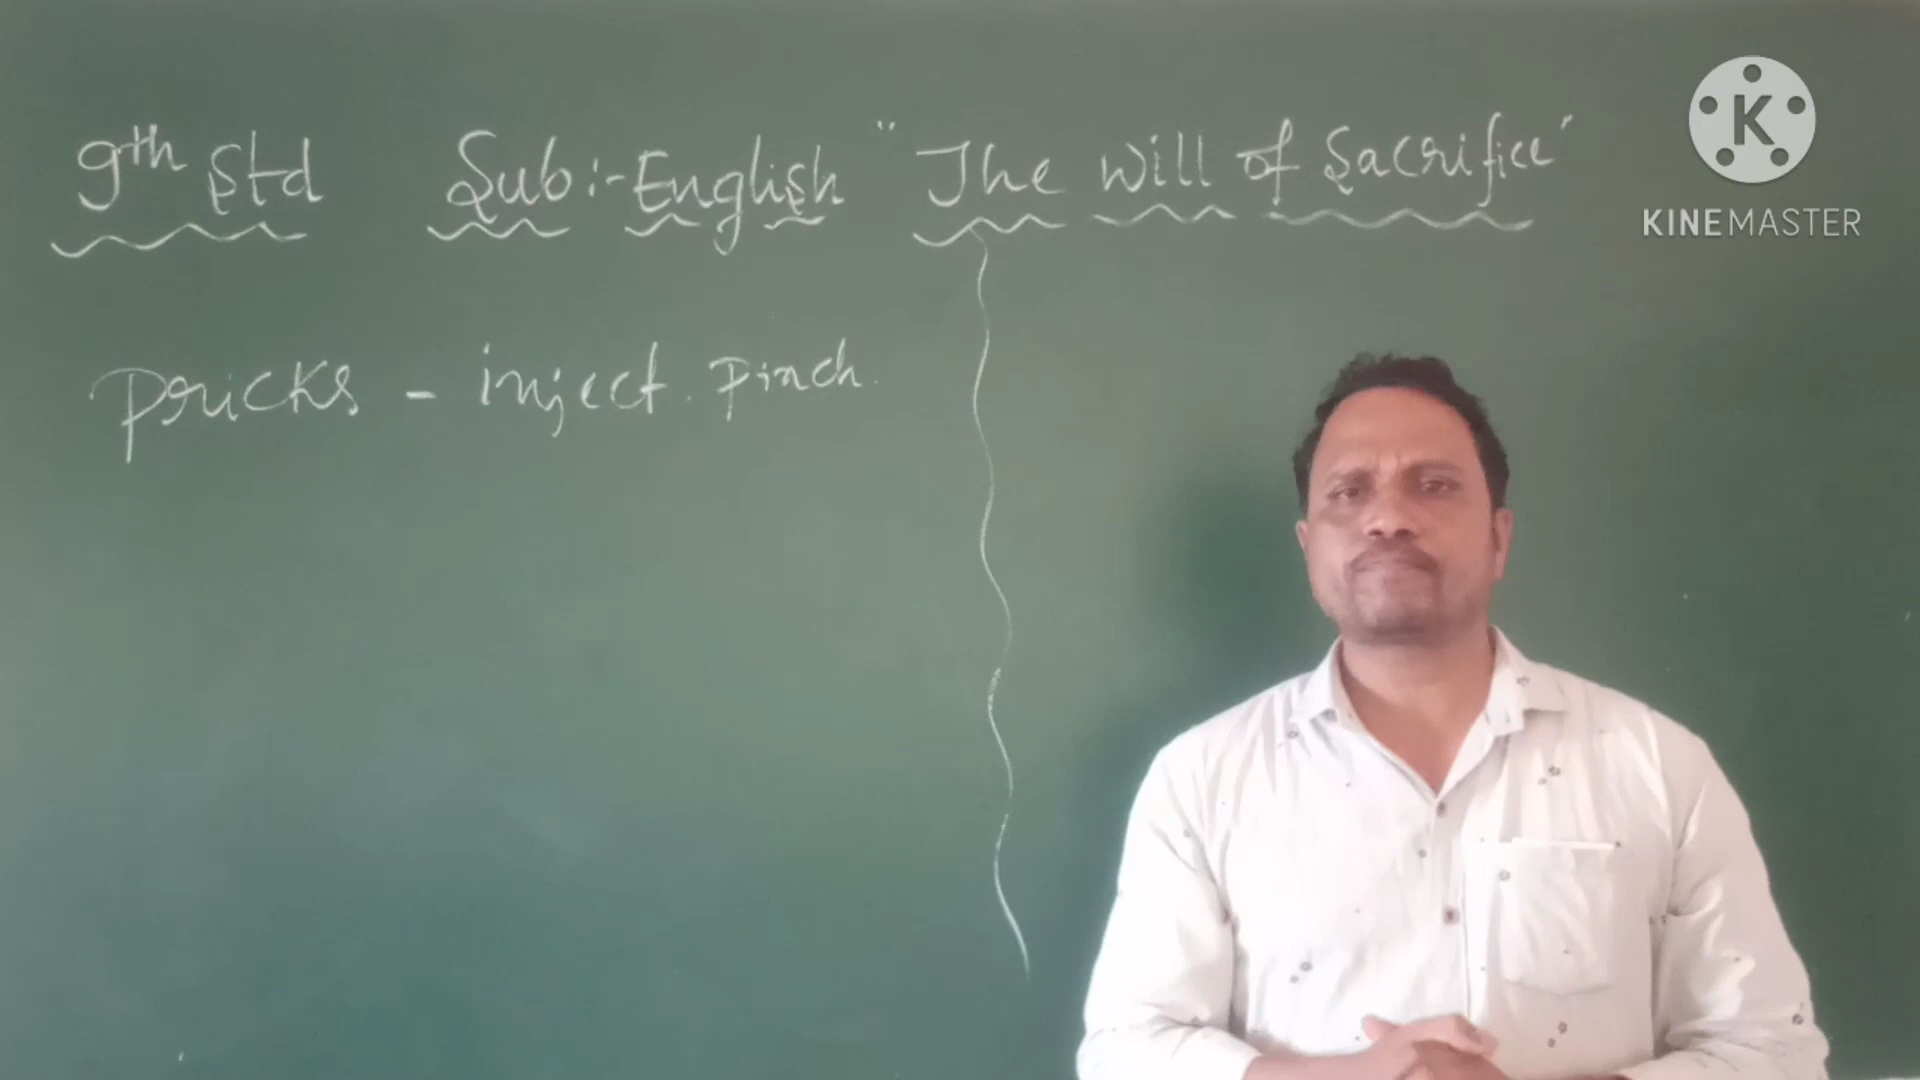 9th Std Sub:-English "The Will of Sacrifice"
K
KINEMASTER
Pricks - inject. Pinch.